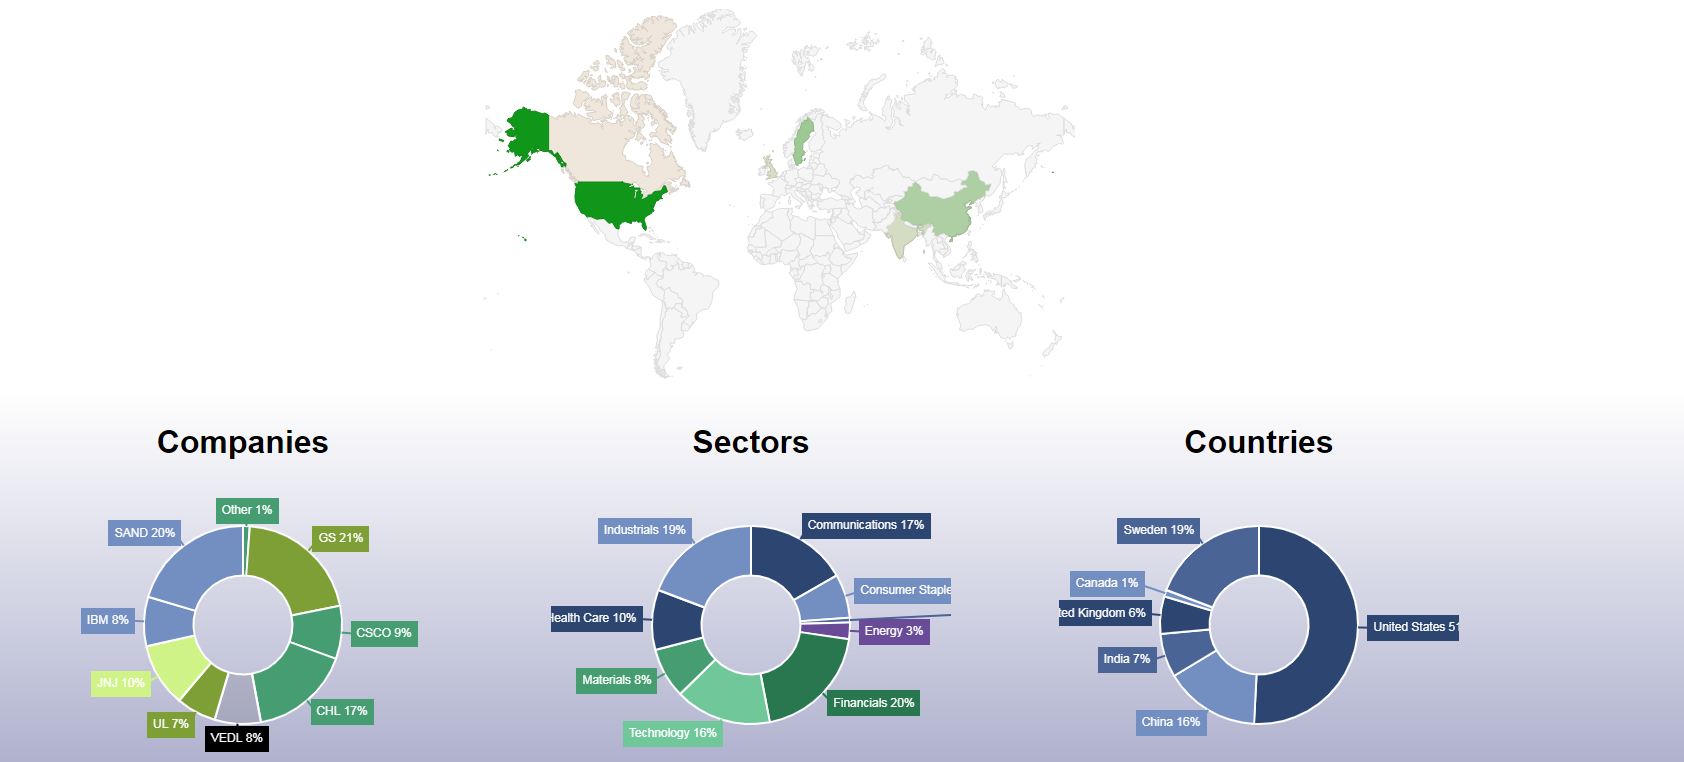 Companies
Sectors
Countries
Other 1%
SAND 20%
GS 21%
IBM 8%
CSCO 9%
JNJ 10%
CHL 17%
UL 7%
VEDL 8%
Communications 17%
Industrials 19%
Consumer Staple
Health Care 10%
Energy 3%
Materials 8%
Financials 20%
Technology 16%
Sweden 19%
Canada 1%
ted Kingdom 6%
United States 51
India 7%
China 16%